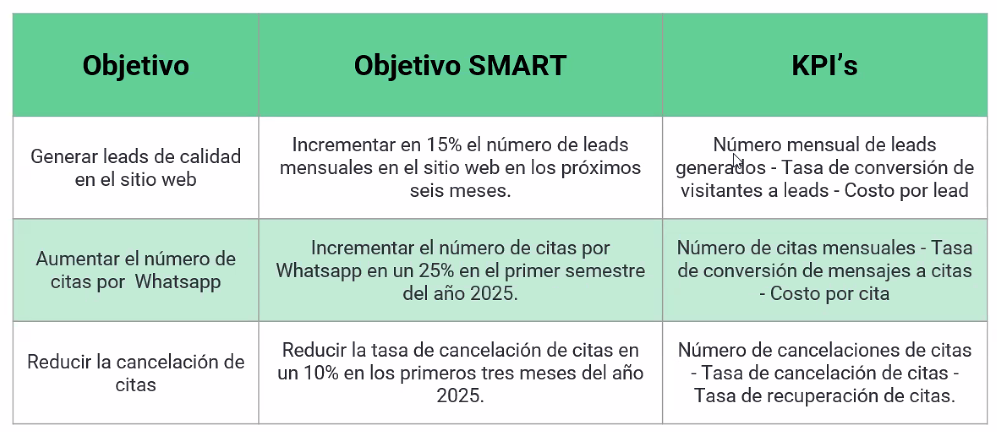 Objetivo
Objetivo SMART
KPI's
Generar leads de calidad
en el sitio web
Incrementar en 15% el número de leads
mensuales en el sitio web en los próximos
seis meses.
Número mensual de leads
generados - Tasa de conversión de
visitantes a leads - Costo por lead
Aumentar el número de
citas por Whatsapp
Incrementar el número de citas por
Whatsapp en un 25% en el primer semestre
del año 2025.
Número de citas mensuales - Tasa
de conversión de mensajes a citas
- Costo por cita
Reducir la cancelación de
citas
Reducir la tasa de cancelación de citas en
un 10% en los primeros tres meses del año
2025.
Número de cancelaciones de citas
- Tasa de cancelación de citas -
Tasa de recuperación de citas.